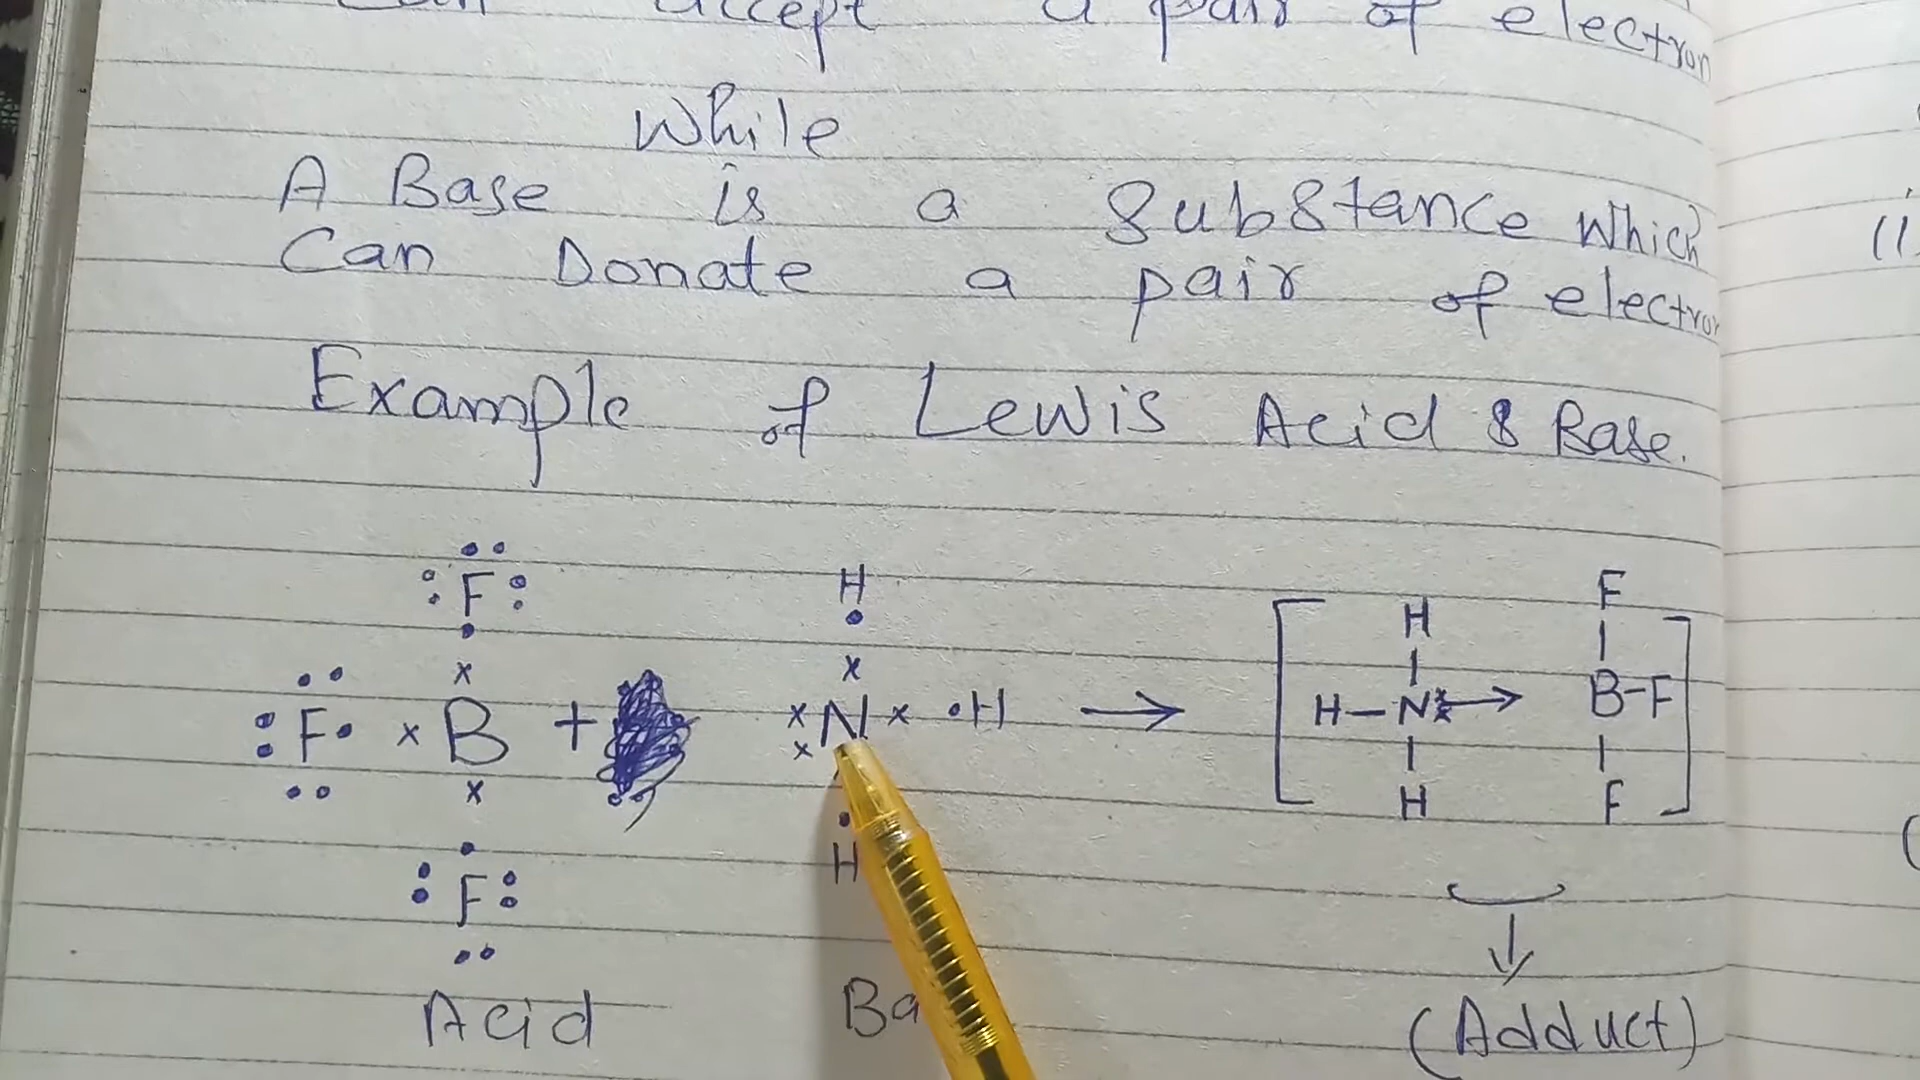 Can accept a pair of electron
While
A Base is a Substance Which
Can Donate a pair of electron
Example of Lewis Acid & Base.
F H F
H
F B + N H → H-N→ B-F
H
H F
F
H
Acid Ba (Adduct)